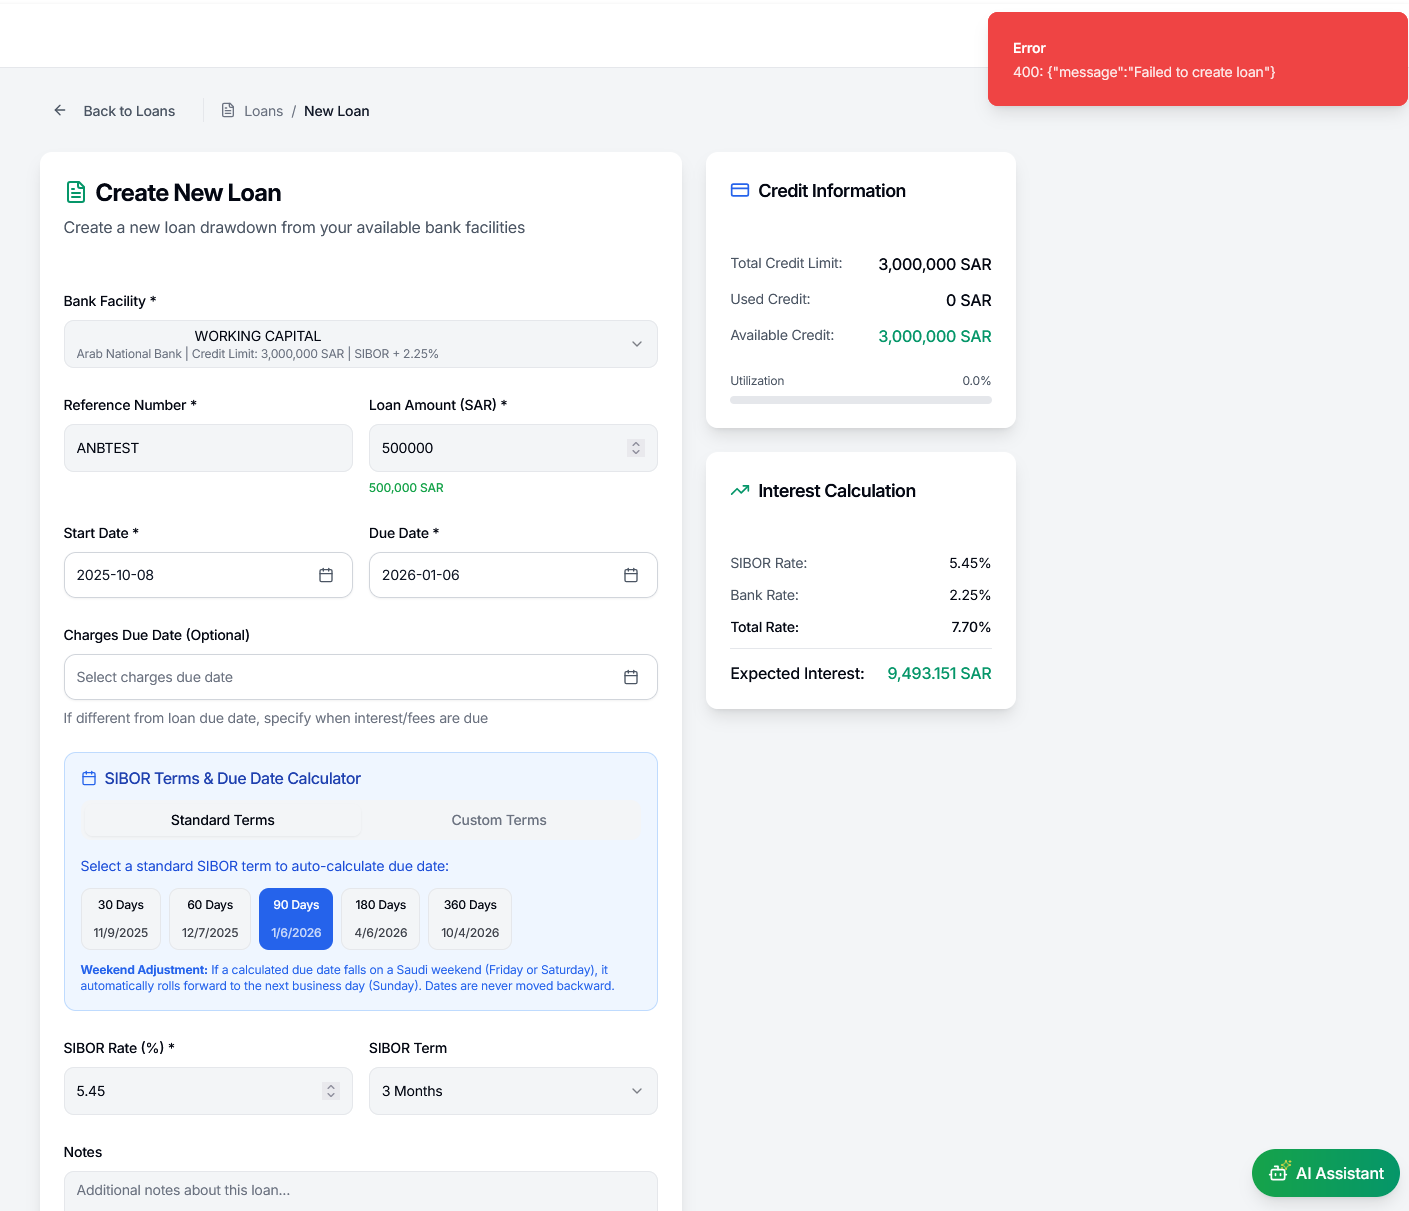 Error
400: {"message":"Failed to create loan"}
Back to Loans
Loans / New Loan
Create New Loan
Create a new loan drawdown from your available bank facilities
Bank Facility *
WORKING CAPITAL
Arab National Bank | Credit Limit: 3,000,000 SAR | SIBOR + 2.25%
Reference Number *
Loan Amount (SAR) *
ANBTEST
500000
500,000 SAR
Start Date *
Due Date *
2025-10-08
2026-01-06
Charges Due Date (Optional)
Select charges due date
If different from loan due date, specify when interest/fees are due
SIBOR Terms & Due Date Calculator
Standard Terms
Custom Terms
Select a standard SIBOR term to auto-calculate due date:
30 Days
11/9/2025
60 Days
12/7/2025
90 Days
1/6/2026
180 Days
4/6/2026
360 Days
10/4/2026
Weekend Adjustment: If a calculated due date falls on a Saudi weekend (Friday or Saturday), it
automatically rolls forward to the next business day (Sunday). Dates are never moved backward.
SIBOR Rate (%) *
SIBOR Term
5.45
3 Months
Notes
Additional notes about this loan...
Credit Information
Total Credit Limit: 3,000,000 SAR
Used Credit: 0 SAR
Available Credit: 3,000,000 SAR
Utilization 0.0%
Interest Calculation
SIBOR Rate: 5.45%
Bank Rate: 2.25%
Total Rate: 7.70%
Expected Interest: 9,493.151 SAR
AI Assistant